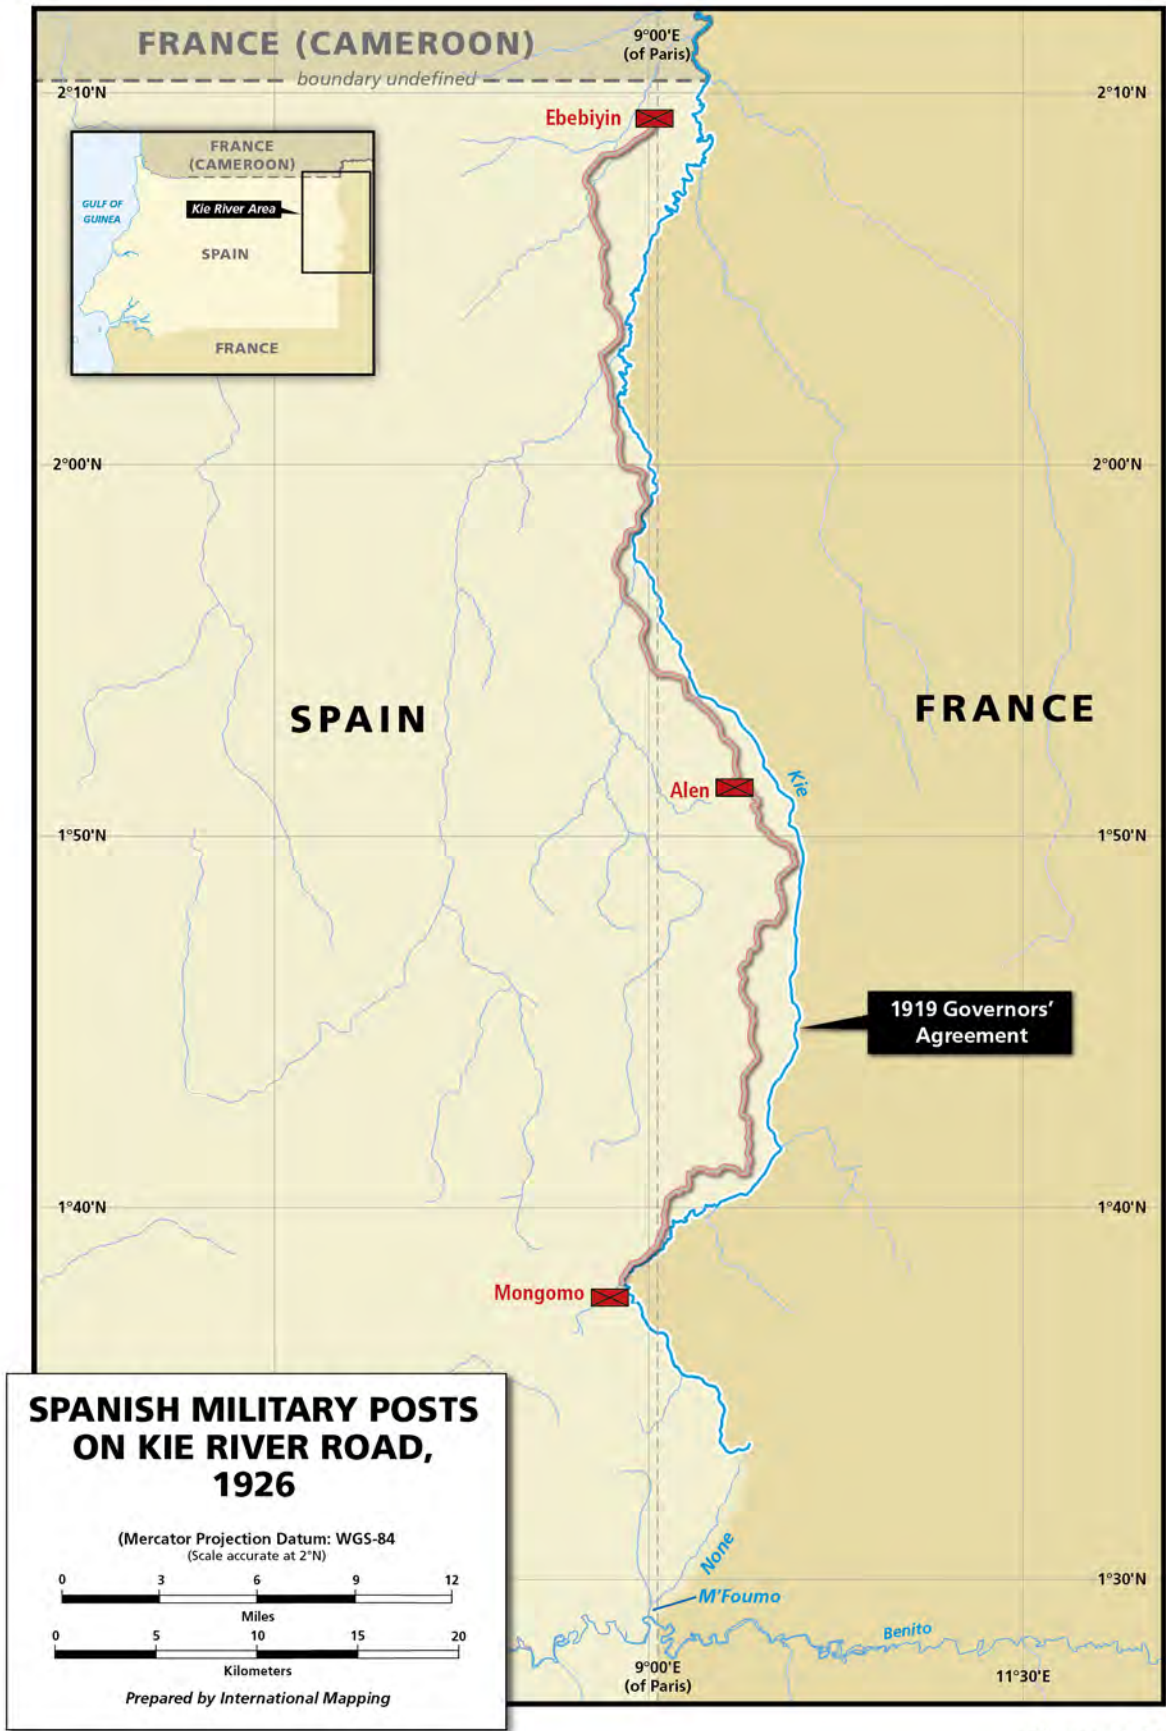 FRANCE (CAMEROON)
9°00'E
(of Paris)
boundary undefined
2°10'N
2°10'N
Ebebiyin
FRANCE
(CAMEROON)
GULF OF
GUINEA
Kie River Area
SPAIN
FRANCE
2°00'N
2°00'N
SPAIN
FRANCE
Kie
Alen
1°50'N
1°50'N
1919 Governors'
Agreement
1°40'N
1°40'N
Mongomo
SPANISH MILITARY POSTS
ON KIE RIVER ROAD,
1926
(Mercator Projection Datum: WGS-84
(Scale accurate at 2°N)
0 3 6 9 12
Miles
0 5 10 15 20
Kilometers
Prepared by International Mapping
None
1°30'N
M'Foumo
Benito
9°00'E
(of Paris)
11°30'E